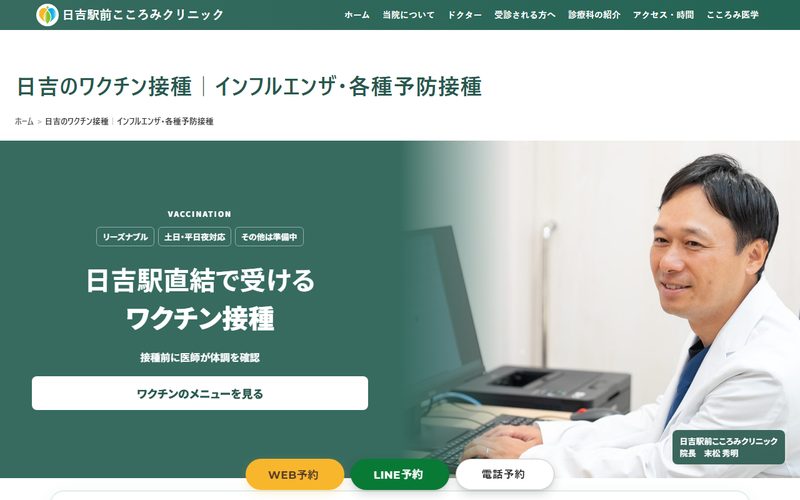 日吉駅前こころみクリニック
ホーム 当院について ドクター 受診される方へ 診療科の紹介 アクセス・時間 こころみ医学
日吉のワクチン接種｜インフルエンザ・各種予防接種
ホーム > 日吉のワクチン接種｜インフルエンザ・各種予防接種
VACCINATION
リーズナブル 土日・平日夜対応 その他は準備中
日吉駅直結で受ける
ワクチン接種
接種前に医師が体調を確認
ワクチンのメニューを見る
日吉駅前こころみクリニック
院長 末松 秀明
WEB予約 LINE予約 電話予約